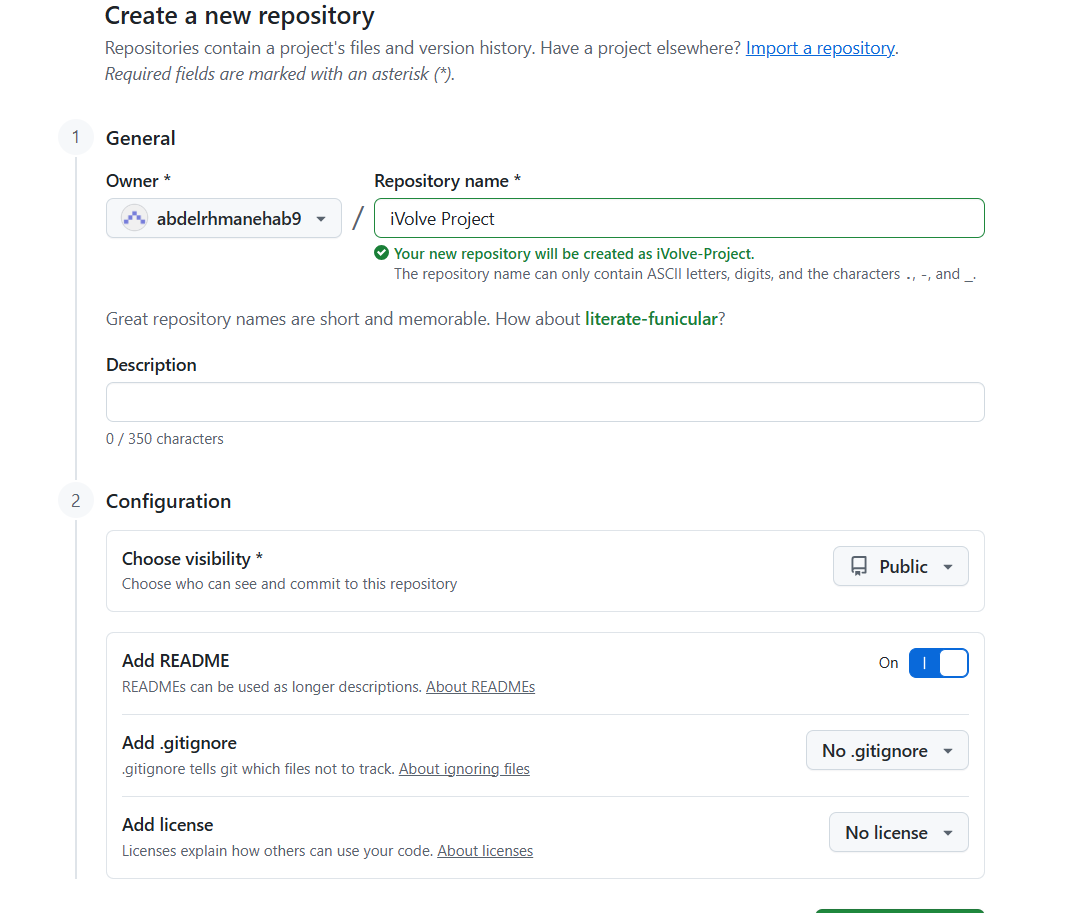 Create a new repository
Repositories contain a project's files and version history. Have a project elsewhere? Import a repository.
Required fields are marked with an asterisk (*).
1 General
Owner * Repository name *
abdelrhmanehab9 / iVolve Project
Your new repository will be created as iVolve-Project.
The repository name can only contain ASCII letters, digits, and the characters ., -, and _.
Great repository names are short and memorable. How about literate-funicular?
Description
0 / 350 characters
2 Configuration
Choose visibility *
Public
Choose who can see and commit to this repository
Add README
On
READMEs can be used as longer descriptions. About READMEs
Add .gitignore
No .gitignore
.gitignore tells git which files not to track. About ignoring files
Add license
No license
Licenses explain how others can use your code. About licenses